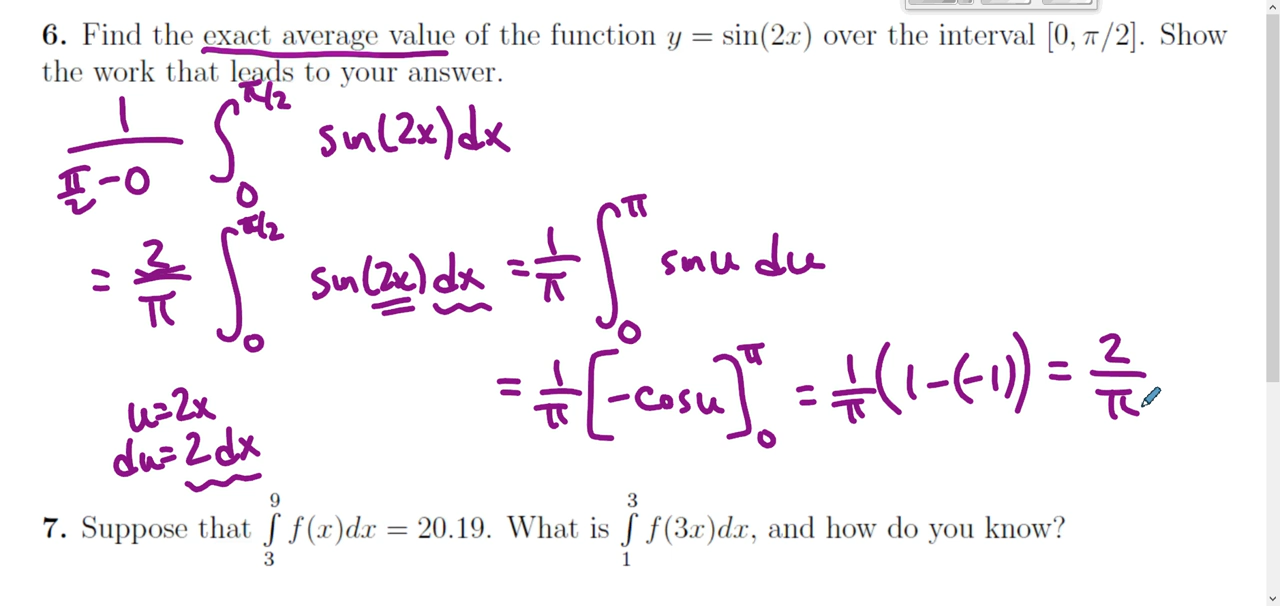 6. Find the exact average value of the function y = sin(2x) over the interval [0, π/2]. Show
the work that leads to your answer.
1/(π/2 − 0) ∫₀^{π/2} sin(2x) dx
= 2/π ∫₀^{π/2} sin(2x) dx = 1/π ∫₀^{π} sin u du
= 1/π [−cos u]₀^{π} = 1/π (1 − (−1)) = 2/π
u = 2x
du = 2 dx
7. Suppose that ∫₃⁹ f(x)dx = 20.19. What is ∫₁³ f(3x)dx, and how do you know?